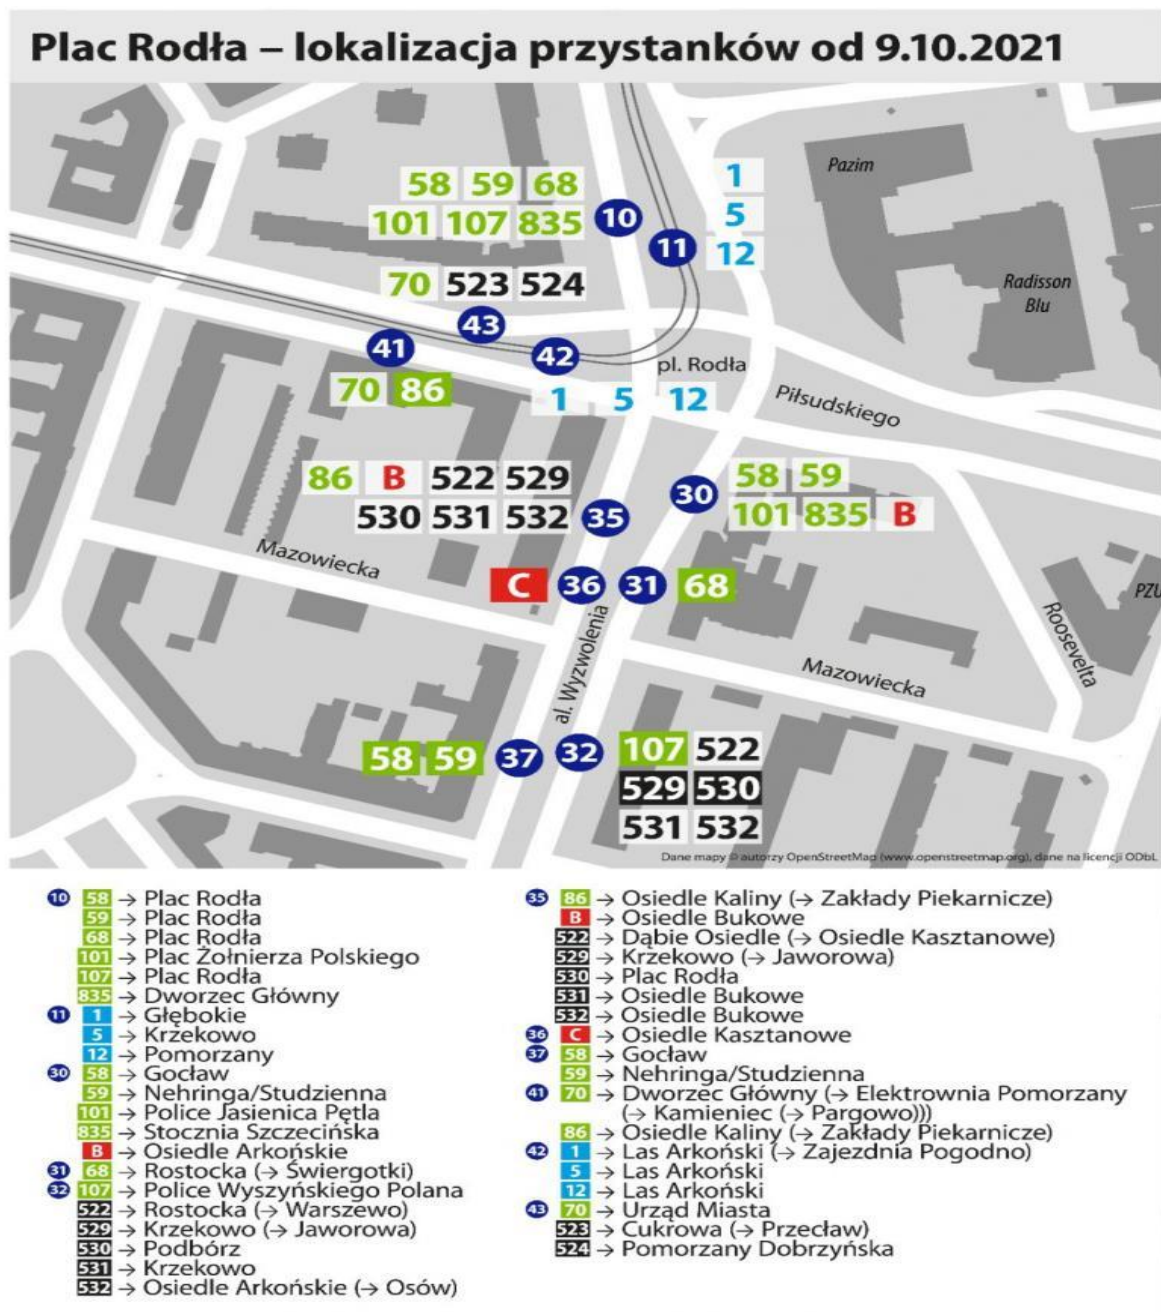 Plac Rodła – lokalizacja przystanków od 9.10.2021
Pazim
1
58 59 68
10
5
101 107 835
11
12
Radisson
Blu
70 523 524
43
41
42
pl. Rodła
70 86
1 5 12
Piłsudskiego
86 B 522 529
30
58 59
530 531 532
35
101 835 B
Mazowiecka
C
36
31
68
PZU
Roosevelta
al. Wyzwolenia
Mazowiecka
58 59
37
32
107 522
529 530
531 532
Dane mapy © autorzy OpenStreetMap (www.openstreetmap.org), dane na licencji ODbL
10 58 → Plac Rodła
59 → Plac Rodła
68 → Plac Rodła
101 → Plac Żołnierza Polskiego
107 → Plac Rodła
835 → Dworzec Główny
11 1 → Głębokie
5 → Krzekowo
12 → Pomorzany
30 58 → Gocław
59 → Nehringa/Studzienna
101 → Police Jasienica Pętla
835 → Stocznia Szczecińska
B → Osiedle Arkońskie
31 68 → Rostocka (→ Świergotki)
32 107 → Police Wyszyńskiego Polana
522 → Rostocka (→ Warszewo)
529 → Krzekowo (→ Jaworowa)
530 → Podbórz
531 → Krzekowo
532 → Osiedle Arkońskie (→ Osów)
35 86 → Osiedle Kaliny (→ Zakłady Piekarnicze)
B → Osiedle Bukowe
522 → Dąbie Osiedle (→ Osiedle Kasztanowe)
529 → Krzekowo (→ Jaworowa)
530 → Plac Rodła
531 → Osiedle Bukowe
532 → Osiedle Bukowe
36 C → Osiedle Kasztanowe
37 58 → Gocław
59 → Nehringa/Studzienna
41 70 → Dworzec Główny (→ Elektrownia Pomorzany
(→ Kamieniec (→ Pargowo)))
86 → Osiedle Kaliny (→ Zakłady Piekarnicze)
42 1 → Las Arkoński (→ Zajezdnia Pogodno)
5 → Las Arkoński
12 → Las Arkoński
43 70 → Urząd Miasta
523 → Cukrowa (→ Przecław)
524 → Pomorzany Dobrzyńska